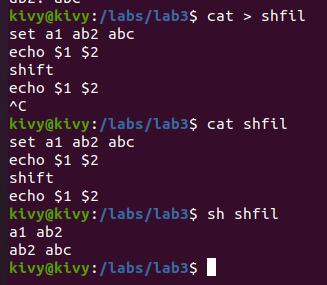 ab2: abc
kivy@kivy:/labs/lab3$ cat > shfil
set a1 ab2 abc
echo $1 $2
shift
echo $1 $2
^C
kivy@kivy:/labs/lab3$ cat shfil
set a1 ab2 abc
echo $1 $2
shift
echo $1 $2
kivy@kivy:/labs/lab3$ sh shfil
a1 ab2
ab2 abc
kivy@kivy:/labs/lab3$